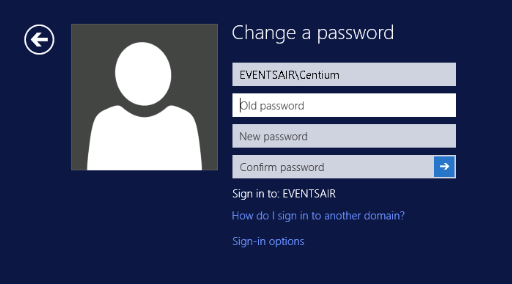 Change a password
EVENTSAIR\Centium
Old password
New password
Confirm password
Sign in to: EVENTSAIR
How do I sign in to another domain?
Sign-in options